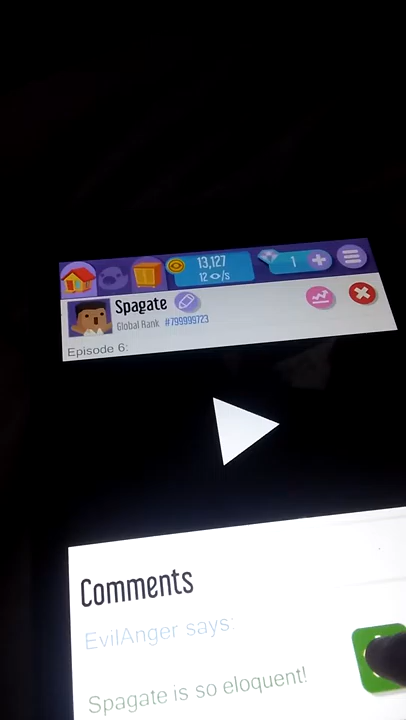 13,127
12 /s
1
Spagate
Global Rank #799999723
Episode 6:
Comments
EvilAnger says:
Spagate is so eloquent!